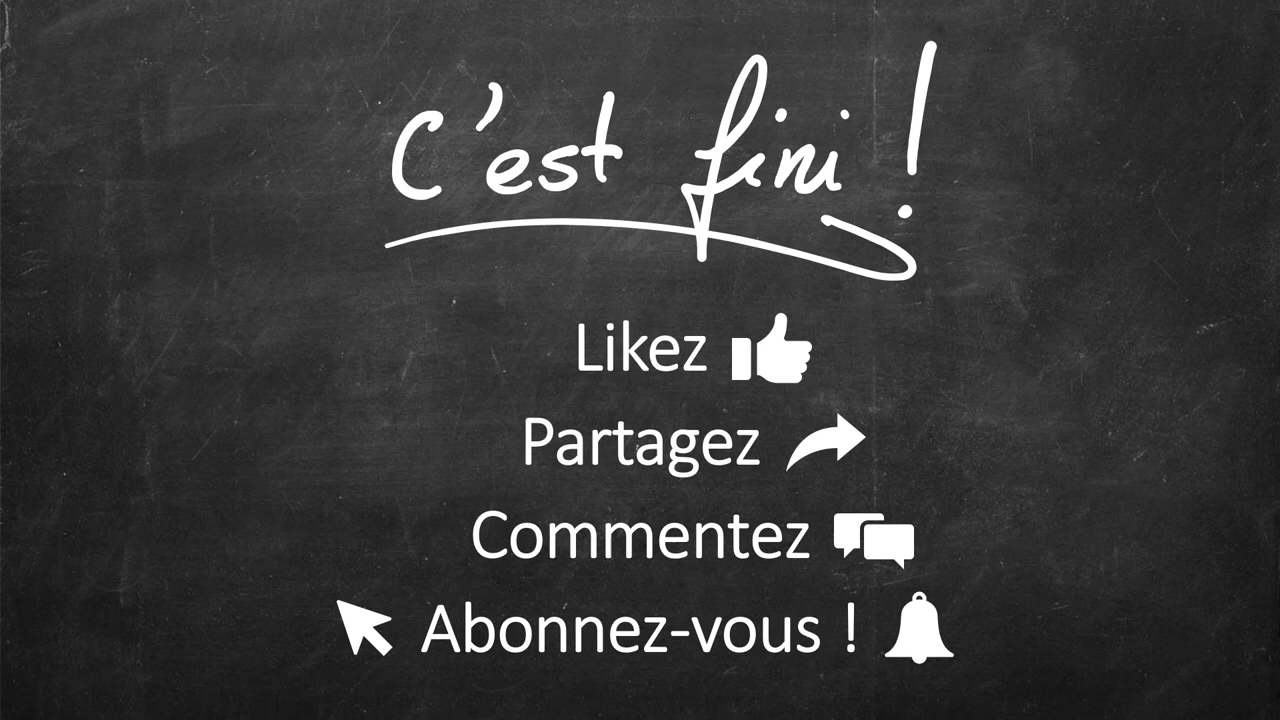 C'est fini !
Likez
Partagez
Commentez
Abonnez-vous !